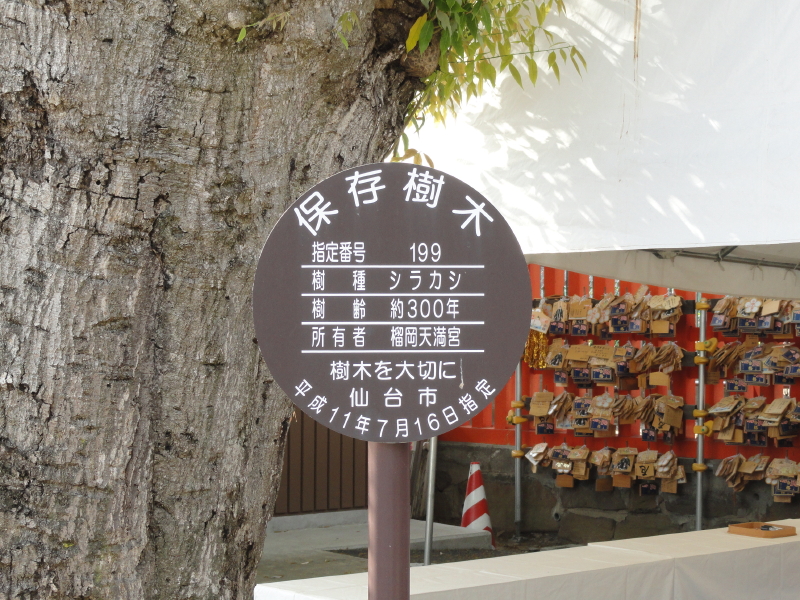 保存樹木
指定番号 199
樹種 シラカシ
樹齢 約300年
所有者 榴岡天満宮
樹木を大切に
仙台市
平成11年7月16日指定